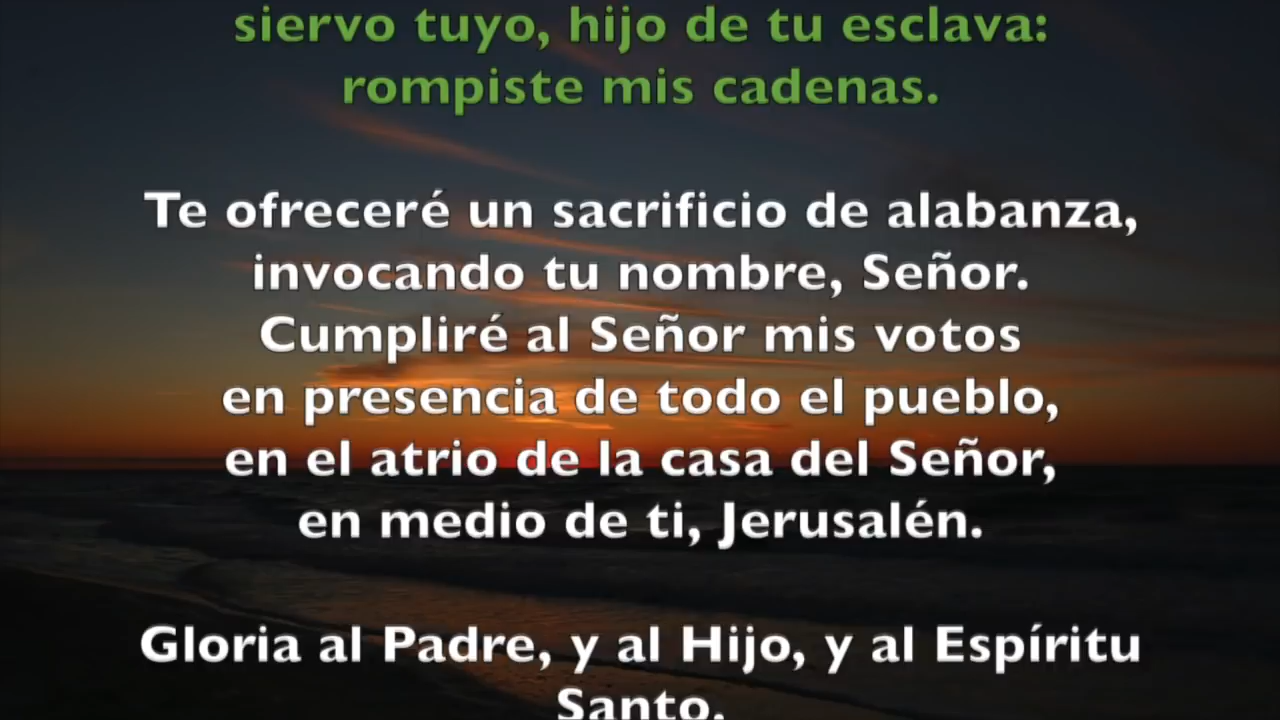 siervo tuyo, hijo de tu esclava:
rompiste mis cadenas.
Te ofreceré un sacrificio de alabanza,
invocando tu nombre, Señor.
Cumpliré al Señor mis votos
en presencia de todo el pueblo,
en el atrio de la casa del Señor,
en medio de ti, Jerusalén.
Gloria al Padre, y al Hijo, y al Espíritu
Santo.